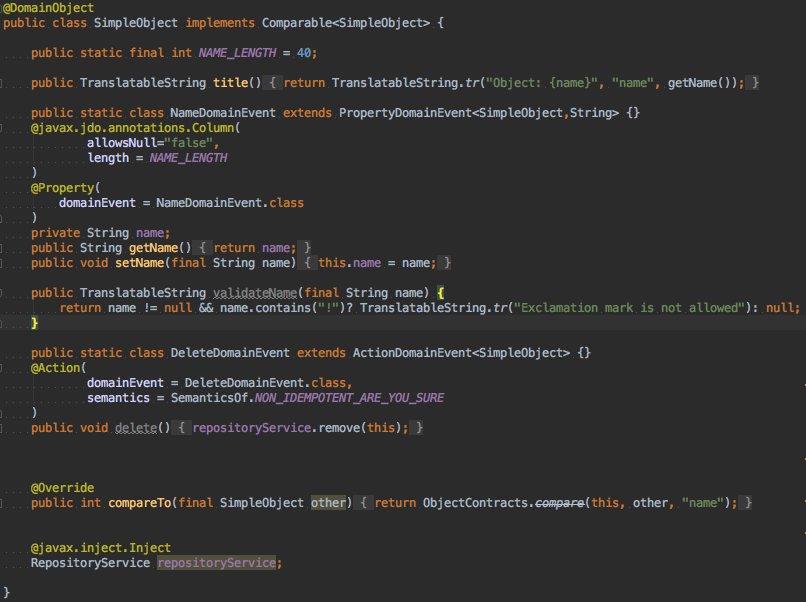 @DomainObject
public class SimpleObject implements Comparable<SimpleObject> {
public static final int NAME_LENGTH = 40;
public TranslatableString title() { return TranslatableString.tr("Object: {name}", "name", getName()); }
public static class NameDomainEvent extends PropertyDomainEvent<SimpleObject,String> {}
@javax.jdo.annotations.Column(
allowsNull="false",
length = NAME_LENGTH
)
@Property(
domainEvent = NameDomainEvent.class
)
private String name;
public String getName() { return name; }
public void setName(final String name) { this.name = name; }
public TranslatableString validateName(final String name) {
return name != null && name.contains("!")? TranslatableString.tr("Exclamation mark is not allowed"): null;
}
public static class DeleteDomainEvent extends ActionDomainEvent<SimpleObject> {}
@Action(
domainEvent = DeleteDomainEvent.class,
semantics = SemanticsOf.NON_IDEMPOTENT_ARE_YOU_SURE
)
public void delete() { repositoryService.remove(this); }
@Override
public int compareTo(final SimpleObject other) { return ObjectContracts.compare(this, other, "name"); }
@javax.inject.Inject
RepositoryService repositoryService;
}